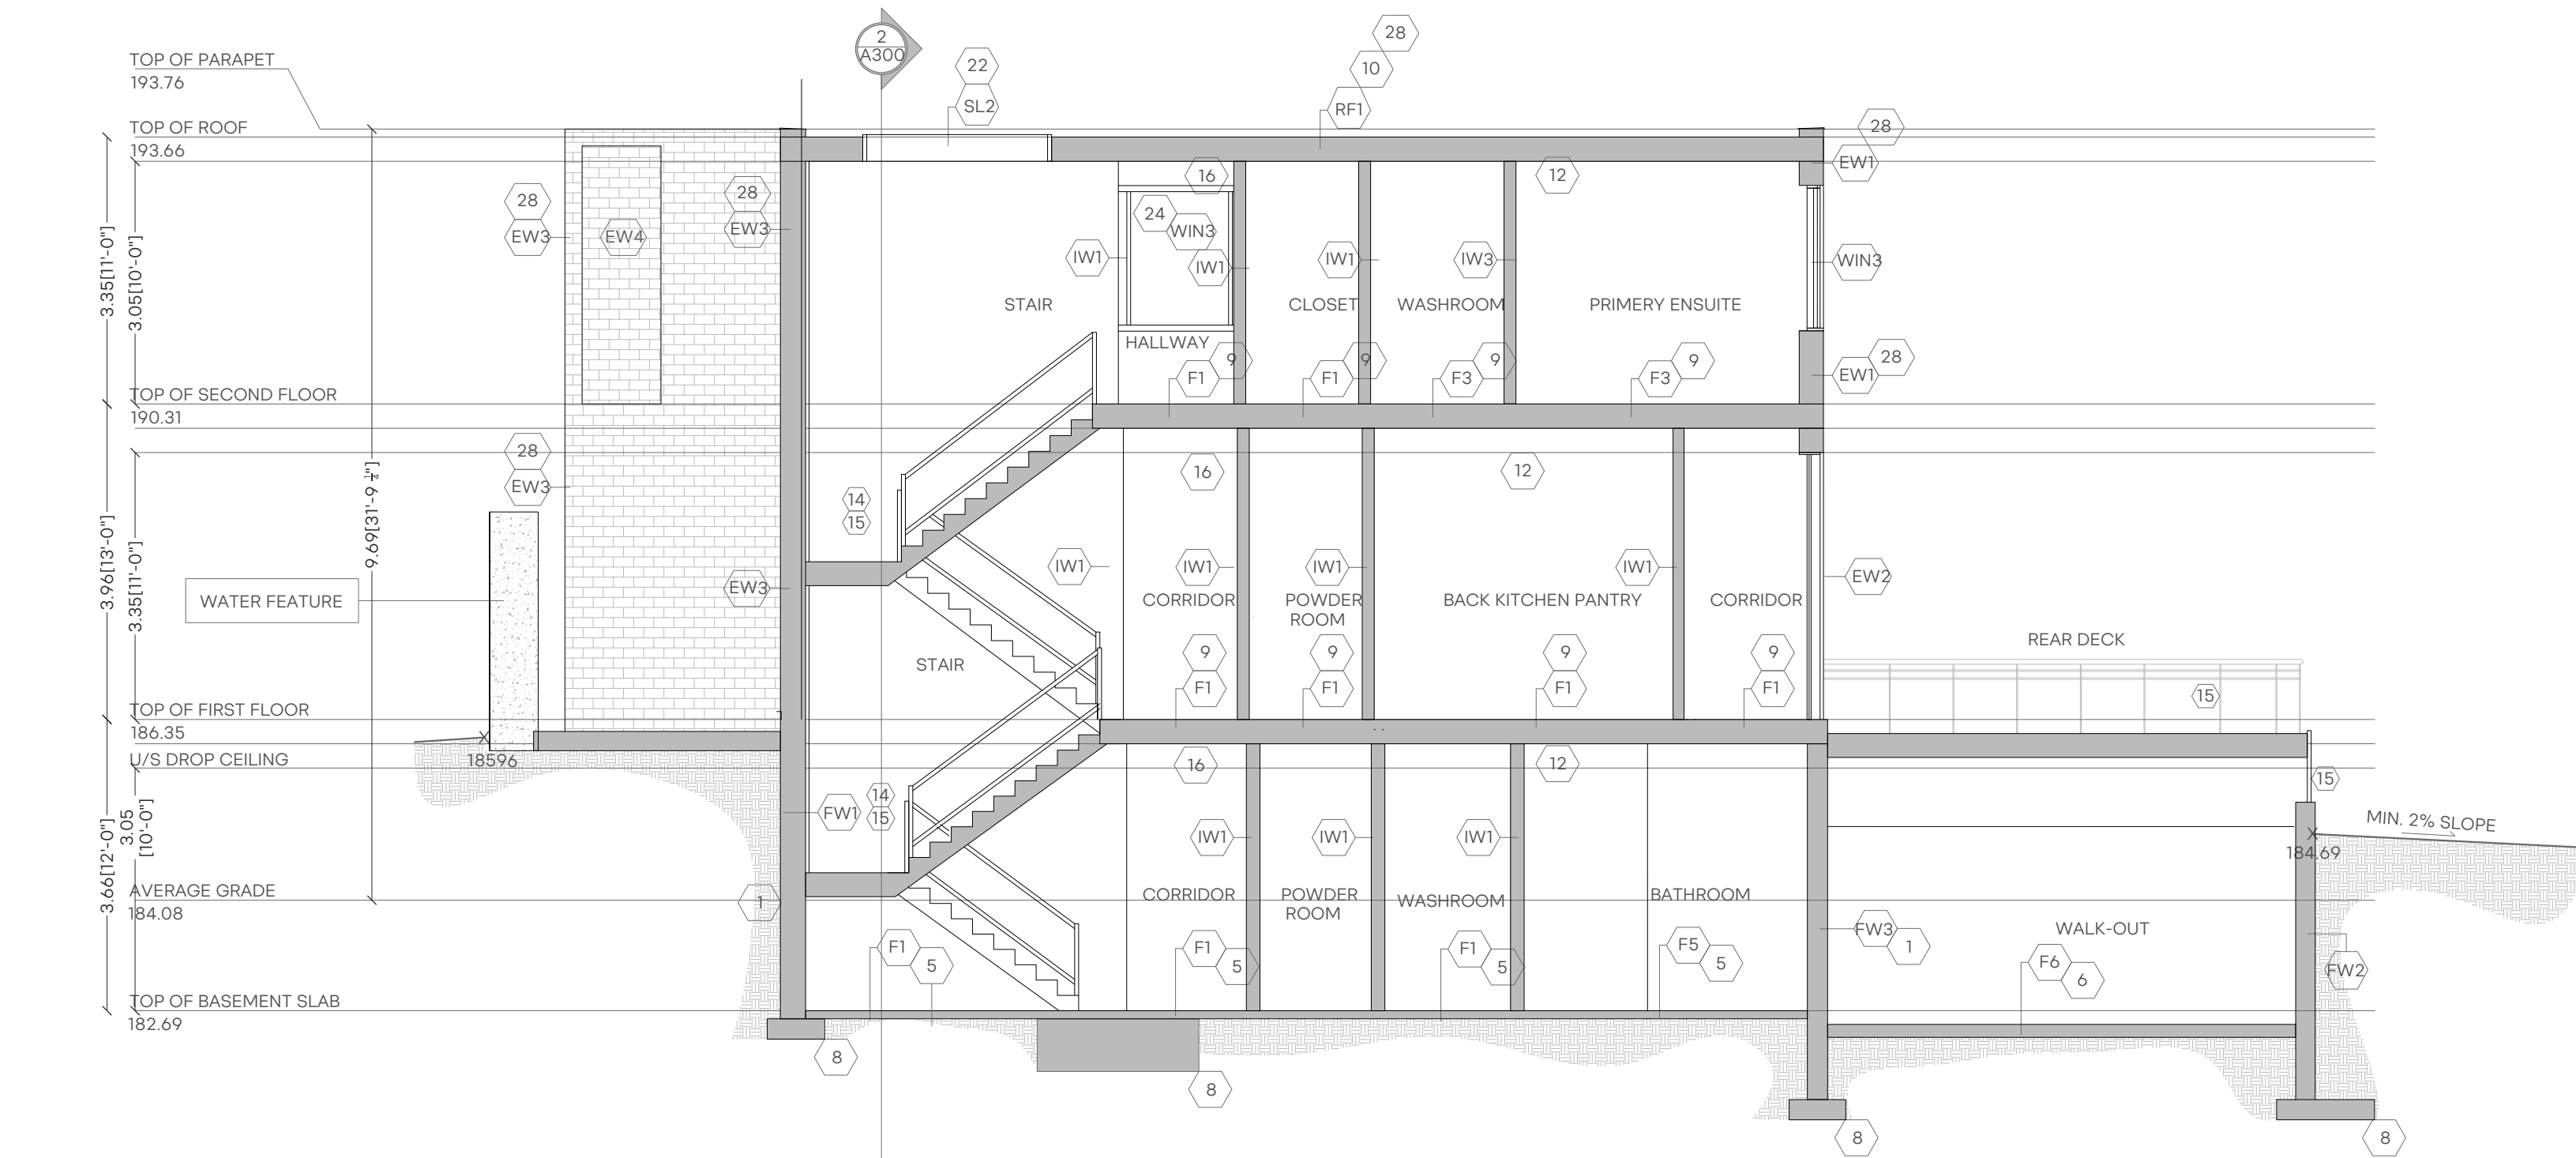 2
A300
28
22
10
SL2
RF1
TOP OF PARAPET
193.76
TOP OF ROOF
193.66
28
EW1
28
EW3
EW4
28
EW3
16
12
24
WIN3
IW1
IW1
IW1
IW3
WIN3
3.35[11'-0"]
3.05[10'-0"]
STAIR
CLOSET
WASHROOM
PRIMERY ENSUITE
HALLWAY
9
F1
9
F1
9
F3
9
F3
28
EW1
TOP OF SECOND FLOOR
190.31
28
EW3
16
12
14
15
9.69[31'-9 1/4"]
3.96[13'-0"]
3.35[11'-0"]
WATER FEATURE
EW3
IW1
IW1
IW1
IW1
EW2
CORRIDOR
POWDER
ROOM
BACK KITCHEN PANTRY
CORRIDOR
STAIR
REAR DECK
9
F1
9
F1
9
F1
9
F1
15
TOP OF FIRST FLOOR
186.35
U/S DROP CEILING
18596
16
12
15
14
15
FW1
3.66[12'-0"]
3.05
[10'-0"]
IW1
IW1
IW1
MIN. 2% SLOPE
184.69
AVERAGE GRADE
184.08
1
CORRIDOR
POWDER
ROOM
WASHROOM
BATHROOM
FW3
1
WALK-OUT
F1
5
F1
5
F1
5
F5
5
F6
6
FW2
TOP OF BASEMENT SLAB
182.69
8
8
8
8